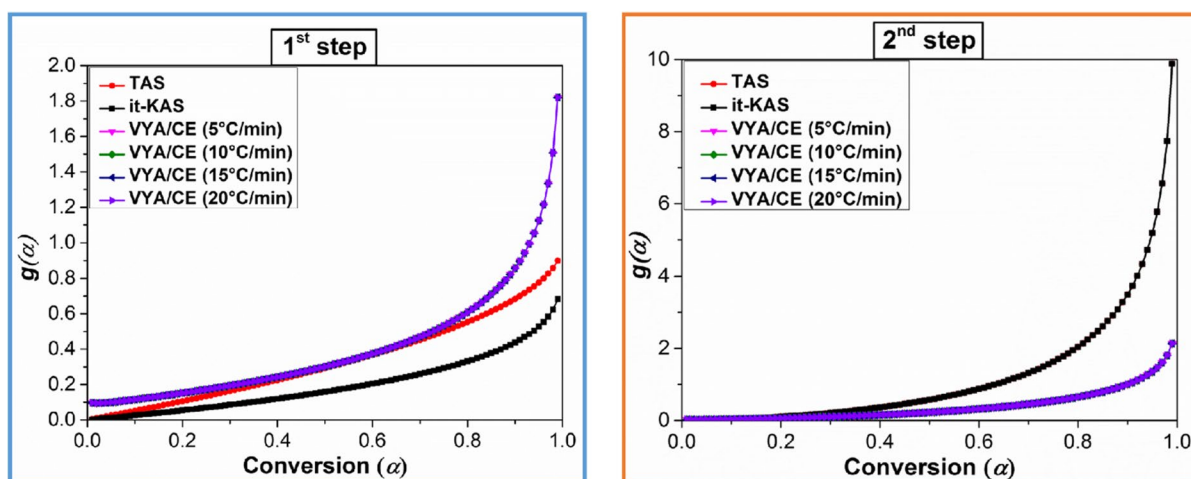 1st step
2.0
1.8
1.6
1.4
1.2
1.0
0.8
0.6
0.4
0.2
0.0
g(α)
TAS
it-KAS
VYA/CE (5°C/min)
VYA/CE (10°C/min)
VYA/CE (15°C/min)
VYA/CE (20°C/min)
0.0 0.2 0.4 0.6 0.8 1.0
Conversion (α)
2nd step
10
8
6
4
2
0
g(α)
TAS
it-KAS
VYA/CE (5°C/min)
VYA/CE (10°C/min)
VYA/CE (15°C/min)
VYA/CE (20°C/min)
0.0 0.2 0.4 0.6 0.8 1.0
Conversion (α)